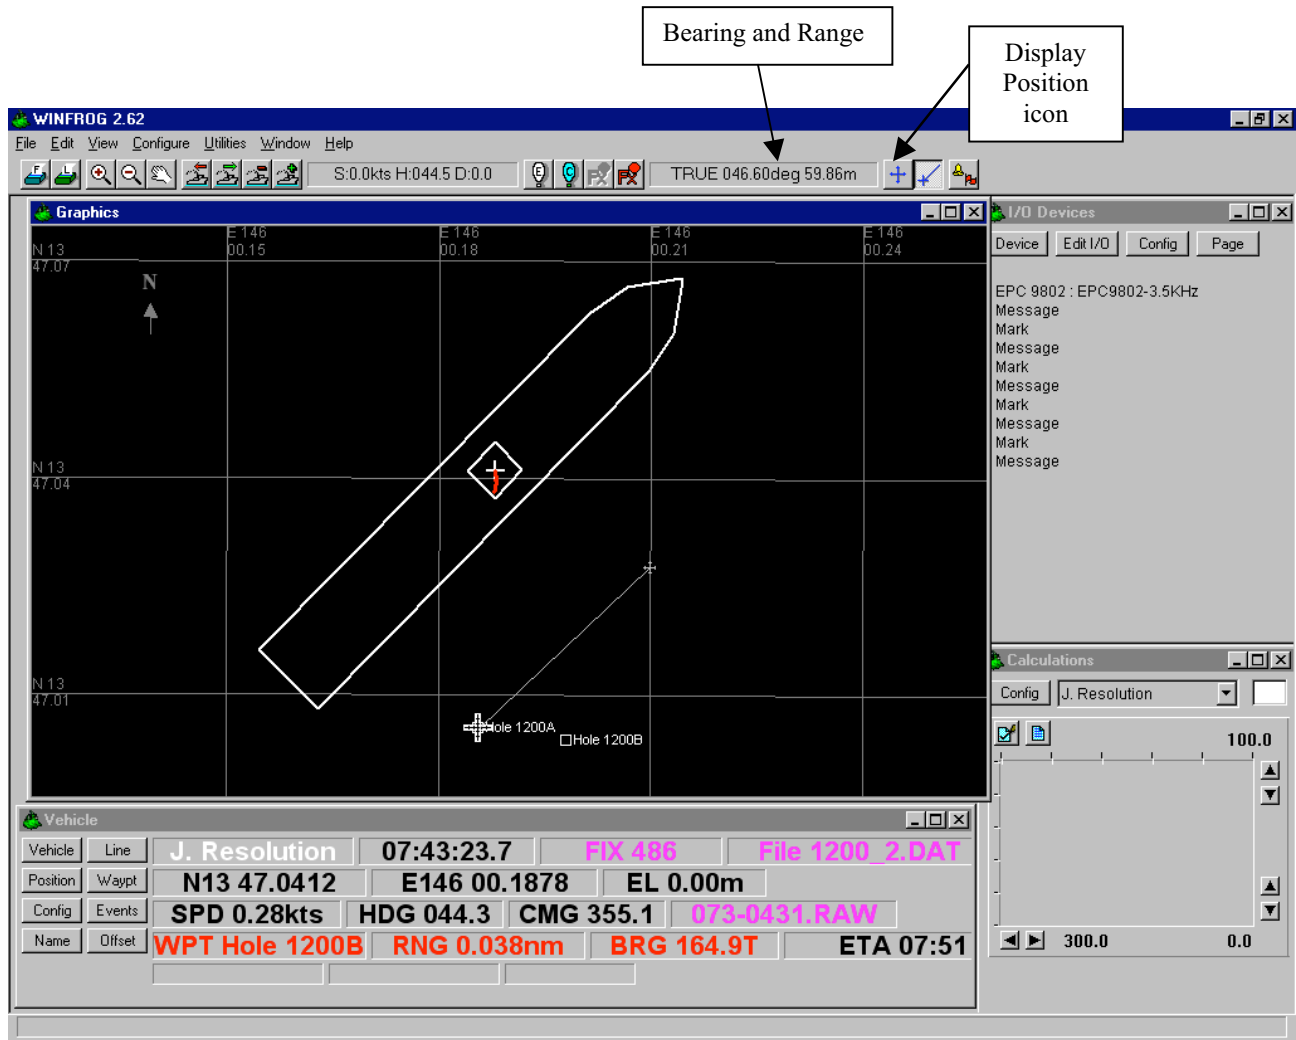 Bearing and Range
Display
Position
icon
WINFROG 2.62
File Edit View Configure Utilities Window Help
S:0.0kts H:044.5 D:0.0
E
C
FX
FX
TRUE 046.60deg 59.86m
Graphics
E 146
00.15
E 146
00.18
E 146
00.21
E 146
00.24
N 13
47.07
N
N 13
47.04
N 13
47.01
Hole 1200A
Hole 1200B
I/O Devices
Device Edit I/O Config Page
EPC 9802 : EPC9802-3.5KHz
Message
Mark
Message
Mark
Message
Mark
Message
Mark
Message
Calculations
Config J. Resolution
100.0
300.0 0.0
Vehicle
Vehicle Line J. Resolution 07:43:23.7 FIX 486 File 1200_2.DAT
Position Waypt N13 47.0412 E146 00.1878 EL 0.00m
Config Events SPD 0.28kts HDG 044.3 CMG 355.1 073-0431.RAW
Name Offset WPT Hole 1200B RNG 0.038nm BRG 164.9T ETA 07:51